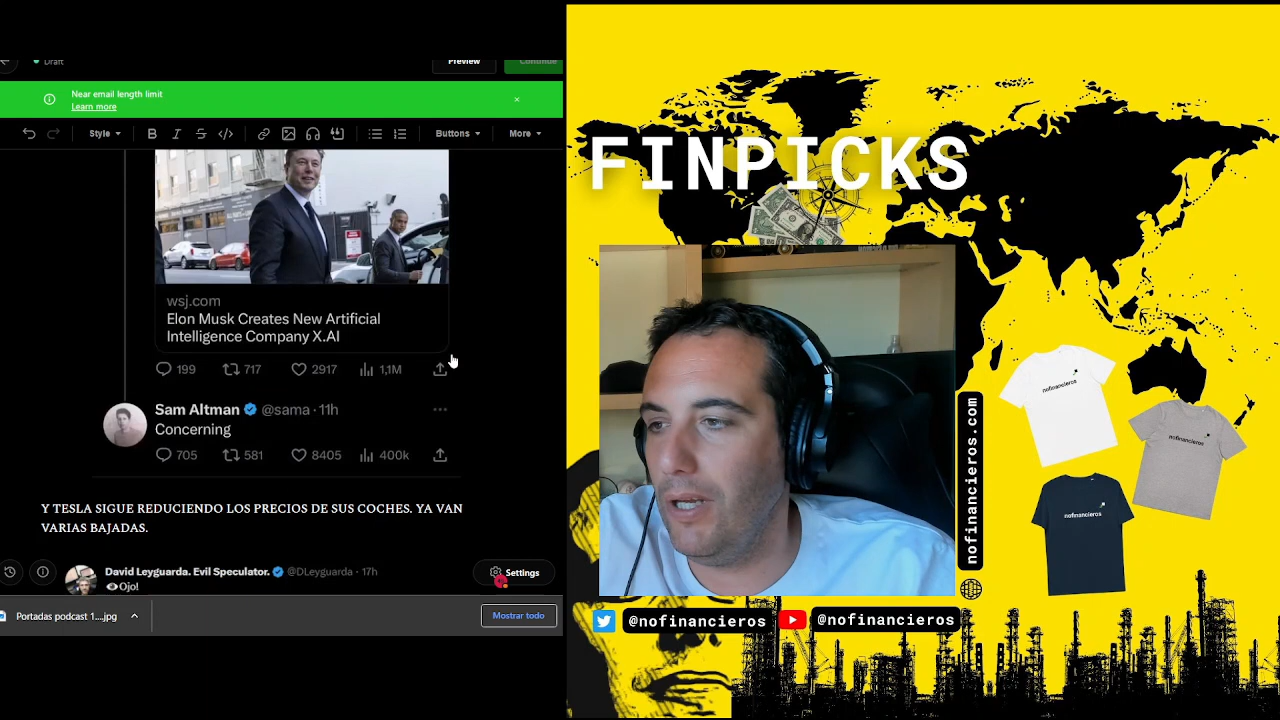 Draft
Preview
Continue
Near email length limit
Learn more
Style
B
I
S
Buttons
More
wsj.com
Elon Musk Creates New Artificial
Intelligence Company X.AI
199
717
2917
1,1M
Sam Altman @sama · 11h
Concerning
705
581
8405
400k
Y TESLA SIGUE REDUCIENDO LOS PRECIOS DE SUS COCHES. YA VAN
VARIAS BAJADAS.
David Leyguarda. Evil Speculator. @DLeyguarda · 17h
Ojo!
Settings
Portadas podcast 1....jpg
Mostrar todo
FINPICKS
nofinancieros
nofinancieros
nofinancieros
nofinancieros.com
@nofinancieros
@nofinancieros